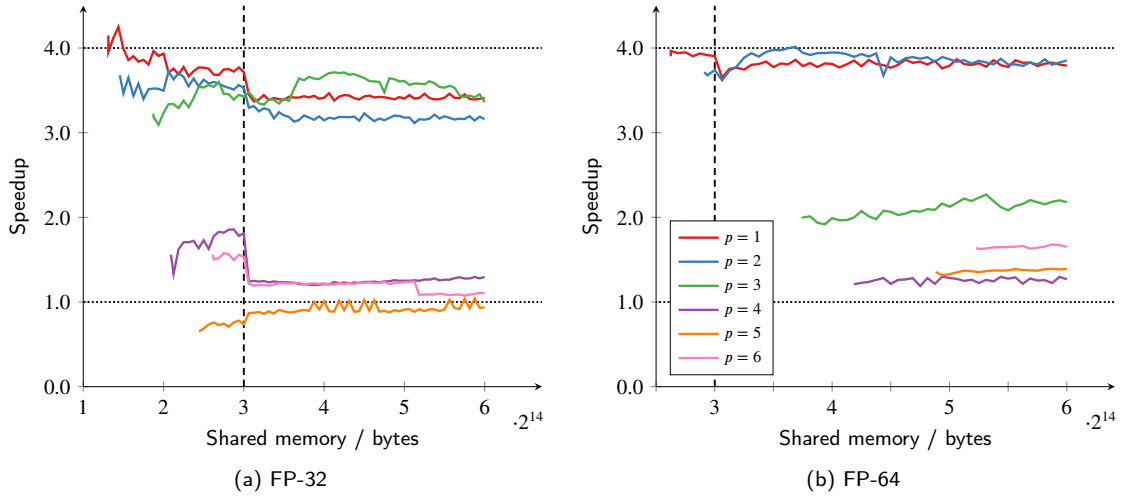 4.0
3.0
2.0
1.0
0.0
Speedup
1 2 3 4 5 6
·2^14
Shared memory / bytes
(a) FP-32
4.0
3.0
2.0
1.0
0.0
Speedup
p = 1
p = 2
p = 3
p = 4
p = 5
p = 6
3 4 5 6
·2^14
Shared memory / bytes
(b) FP-64